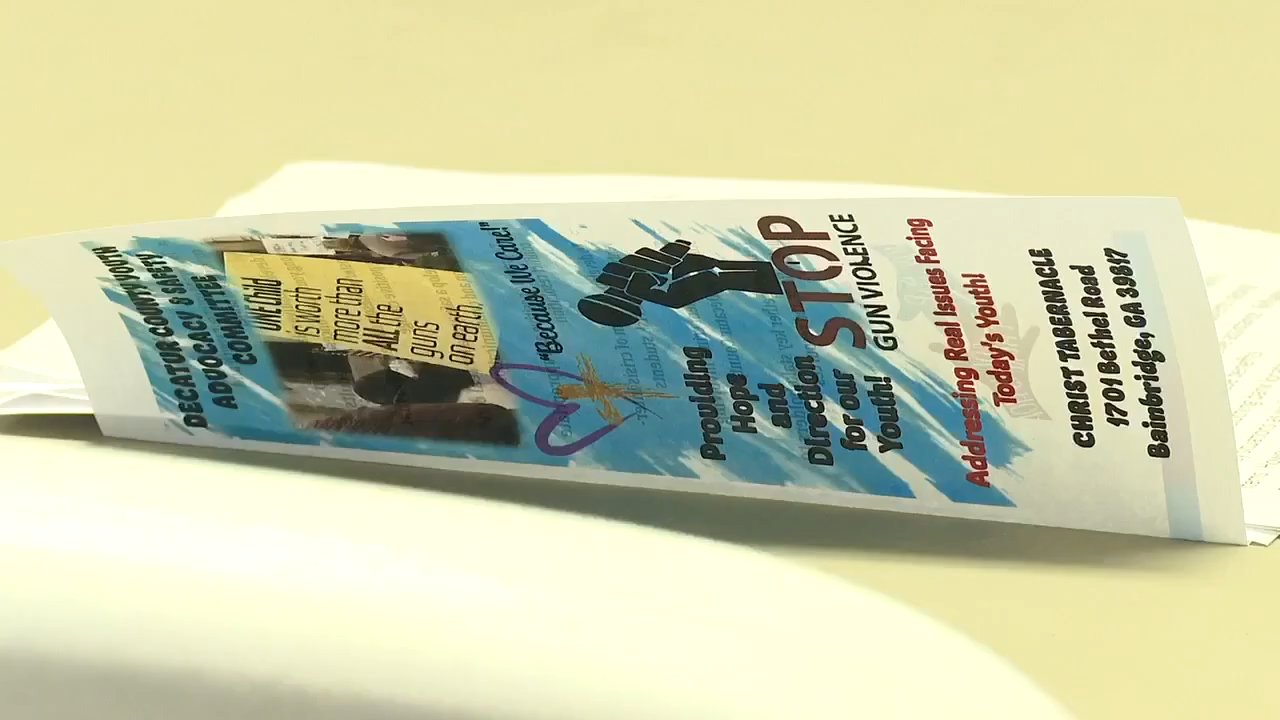 DECATUR COUNTY YOUTH
ADVOCACY & SAFETY
COMMITTEE
ONE Child
is worth
more than
ALL the
guns
on earth
"Because We Care!"
Providing
Hope
and
Direction
for our
Youth!
STOP
GUN VIOLENCE
Addressing Real Issues Facing
Today's Youth!
CHRIST TABERNACLE
1701 Bethel Road
Bainbridge, GA 39817